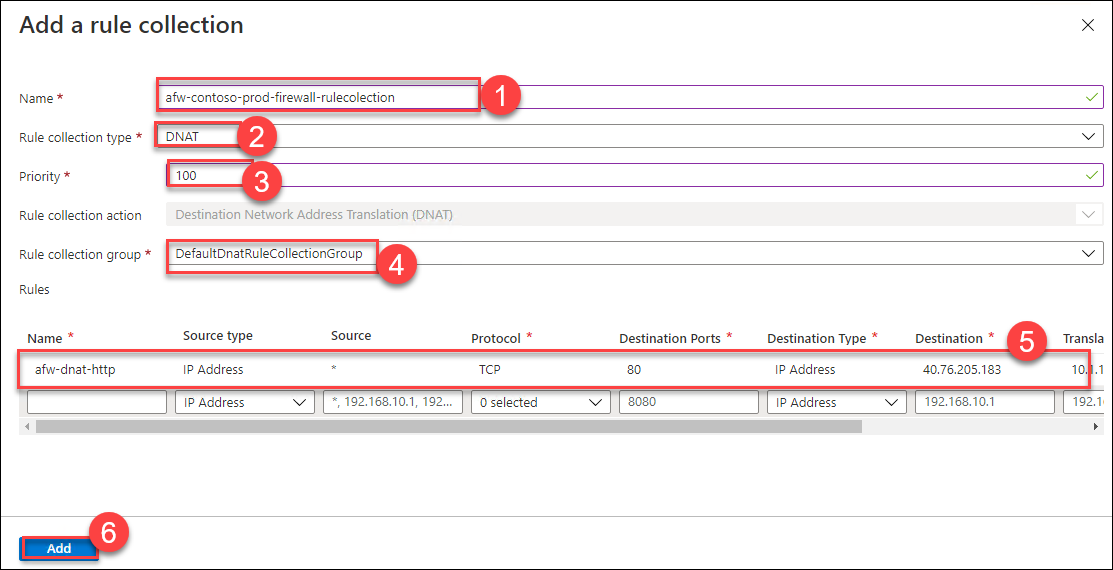 Add a rule collection
Name * afw-contoso-prod-firewall-rulecolection 1
Rule collection type * DNAT 2
Priority * 100 3
Rule collection action Destination Network Address Translation (DNAT)
Rule collection group * DefaultDnatRuleCollectionGroup 4
Rules
Name * Source type Source Protocol * Destination Ports * Destination Type * Destination * 5 Transla
afw-dnat-http IP Address * TCP 80 IP Address 40.76.205.183 10.1.1
IP Address *, 192.168.10.1, 192... 0 selected 8080 IP Address 192.168.10.1 192.16
6
Add